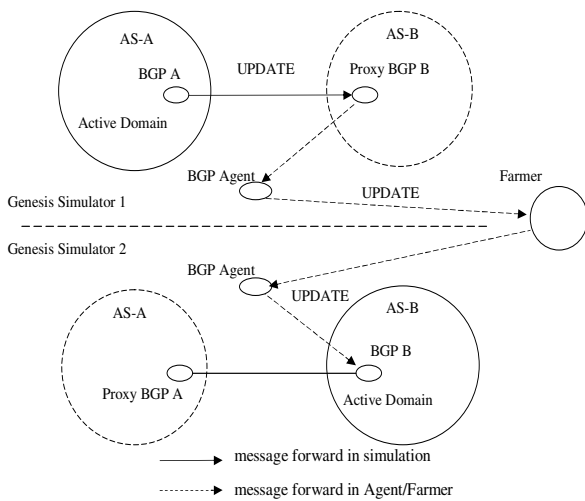 AS-A
AS-B
BGP A
UPDATE
Proxy BGP B
Active Domain
BGP Agent
UPDATE
Farmer
Genesis Simulator 1
Genesis Simulator 2
BGP Agent
UPDATE
AS-A
AS-B
BGP B
Proxy BGP A
Active Domain
message forward in simulation
message forward in Agent/Farmer